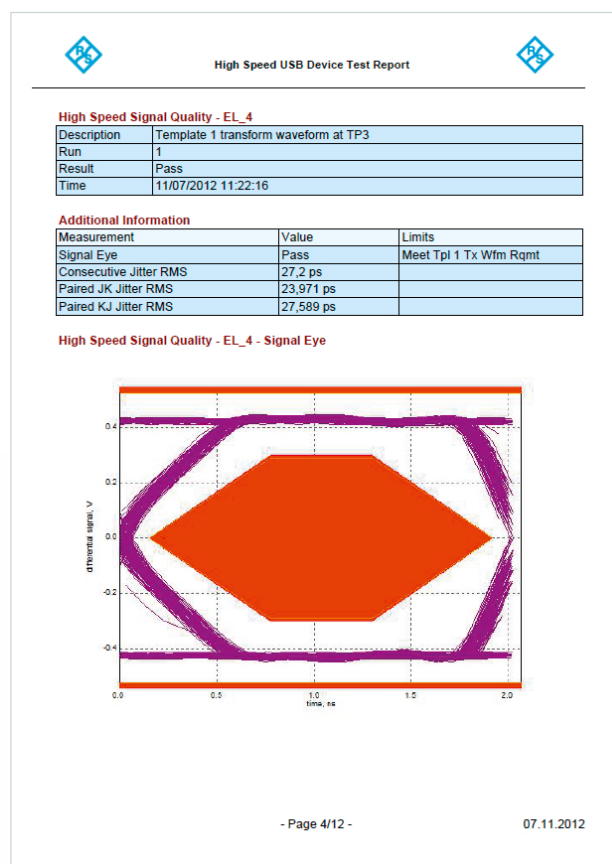 R&S
R&S
High Speed USB Device Test Report
High Speed Signal Quality - EL_4
Description Template 1 transform waveform at TP3
Run 1
Result Pass
Time 11/07/2012 11:22:16
Additional Information
Measurement Value Limits
Signal Eye Pass Meet Tpl 1 Tx Wfm Rqmt
Consecutive Jitter RMS 27,2 ps
Paired JK Jitter RMS 23,971 ps
Paired KJ Jitter RMS 27,589 ps
High Speed Signal Quality - EL_4 - Signal Eye
0.4
0.2
0.0
-0.2
-0.4
differential signal, V
0.0 0.5 1.0 1.5 2.0
time, ns
- Page 4/12 - 07.11.2012